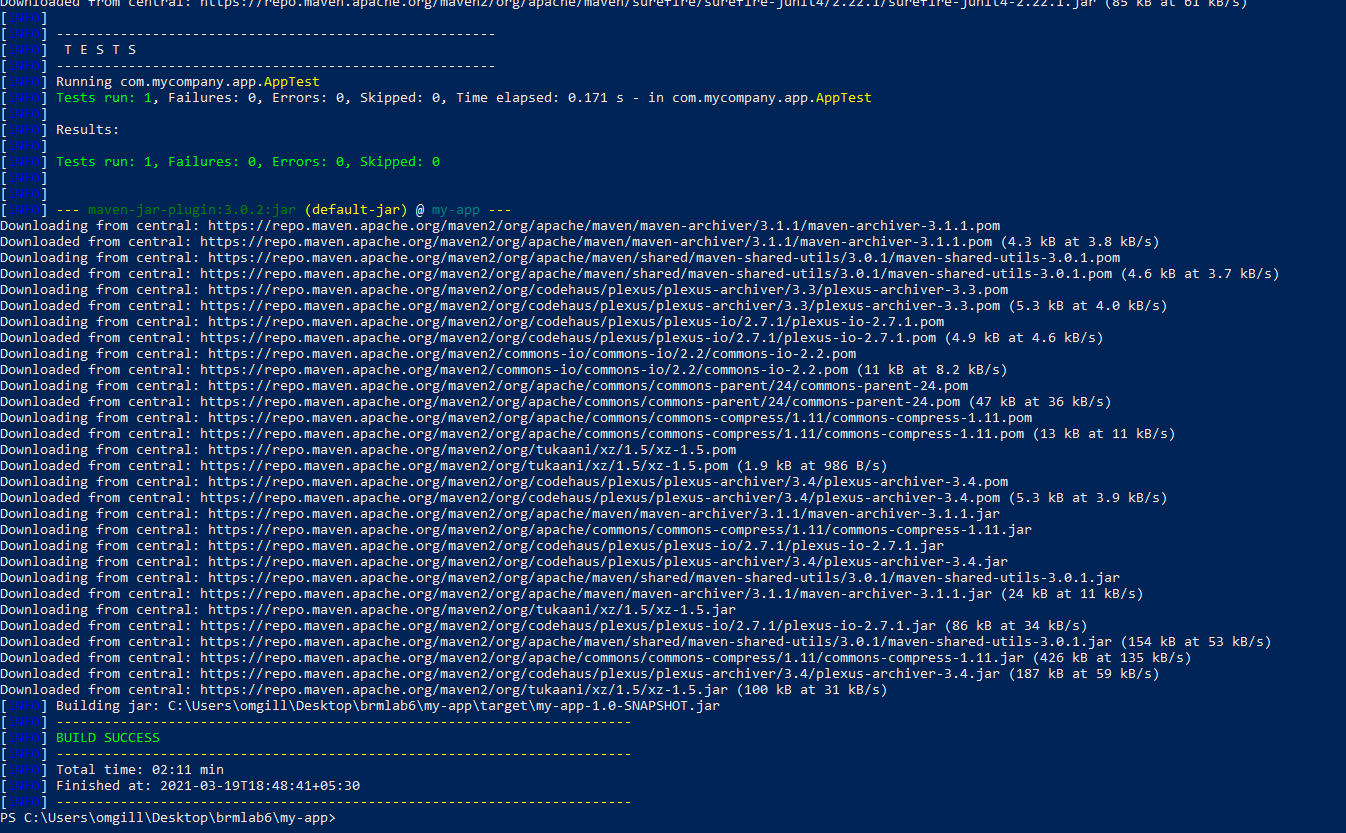 Downloaded from central: https://repo.maven.apache.org/maven2/org/apache/maven/surefire/surefire-junit4/2.22.1/surefire-junit4-2.22.1.jar (85 kB at 61 kB/s)
[INFO]
[INFO] -------------------------------------------------------
[INFO]  T E S T S
[INFO] -------------------------------------------------------
[INFO] Running com.mycompany.app.AppTest
[INFO] Tests run: 1, Failures: 0, Errors: 0, Skipped: 0, Time elapsed: 0.171 s - in com.mycompany.app.AppTest
[INFO]
[INFO] Results:
[INFO]
[INFO] Tests run: 1, Failures: 0, Errors: 0, Skipped: 0
[INFO]
[INFO]
[INFO] --- maven-jar-plugin:3.0.2:jar (default-jar) @ my-app ---
Downloading from central: https://repo.maven.apache.org/maven2/org/apache/maven/maven-archiver/3.1.1/maven-archiver-3.1.1.pom
Downloaded from central: https://repo.maven.apache.org/maven2/org/apache/maven/maven-archiver/3.1.1/maven-archiver-3.1.1.pom (4.3 kB at 3.8 kB/s)
Downloading from central: https://repo.maven.apache.org/maven2/org/apache/maven/shared/maven-shared-utils/3.0.1/maven-shared-utils-3.0.1.pom
Downloaded from central: https://repo.maven.apache.org/maven2/org/apache/maven/shared/maven-shared-utils/3.0.1/maven-shared-utils-3.0.1.pom (4.6 kB at 3.7 kB/s)
Downloading from central: https://repo.maven.apache.org/maven2/org/codehaus/plexus/plexus-archiver/3.3/plexus-archiver-3.3.pom
Downloaded from central: https://repo.maven.apache.org/maven2/org/codehaus/plexus/plexus-archiver/3.3/plexus-archiver-3.3.pom (5.3 kB at 4.0 kB/s)
Downloading from central: https://repo.maven.apache.org/maven2/org/codehaus/plexus/plexus-io/2.7.1/plexus-io-2.7.1.pom
Downloaded from central: https://repo.maven.apache.org/maven2/org/codehaus/plexus/plexus-io/2.7.1/plexus-io-2.7.1.pom (4.9 kB at 4.6 kB/s)
Downloading from central: https://repo.maven.apache.org/maven2/commons-io/commons-io/2.2/commons-io-2.2.pom
Downloaded from central: https://repo.maven.apache.org/maven2/commons-io/commons-io/2.2/commons-io-2.2.pom (11 kB at 8.2 kB/s)
Downloading from central: https://repo.maven.apache.org/maven2/org/apache/commons/commons-parent/24/commons-parent-24.pom
Downloaded from central: https://repo.maven.apache.org/maven2/org/apache/commons/commons-parent/24/commons-parent-24.pom (47 kB at 36 kB/s)
Downloading from central: https://repo.maven.apache.org/maven2/org/apache/commons/commons-compress/1.11/commons-compress-1.11.pom
Downloaded from central: https://repo.maven.apache.org/maven2/org/apache/commons/commons-compress/1.11/commons-compress-1.11.pom (13 kB at 11 kB/s)
Downloading from central: https://repo.maven.apache.org/maven2/org/tukaani/xz/1.5/xz-1.5.pom
Downloaded from central: https://repo.maven.apache.org/maven2/org/tukaani/xz/1.5/xz-1.5.pom (1.9 kB at 986 B/s)
Downloading from central: https://repo.maven.apache.org/maven2/org/codehaus/plexus/plexus-archiver/3.4/plexus-archiver-3.4.pom
Downloaded from central: https://repo.maven.apache.org/maven2/org/codehaus/plexus/plexus-archiver/3.4/plexus-archiver-3.4.pom (5.3 kB at 3.9 kB/s)
Downloading from central: https://repo.maven.apache.org/maven2/org/apache/maven/maven-archiver/3.1.1/maven-archiver-3.1.1.jar
Downloading from central: https://repo.maven.apache.org/maven2/org/apache/commons/commons-compress/1.11/commons-compress-1.11.jar
Downloading from central: https://repo.maven.apache.org/maven2/org/codehaus/plexus/plexus-io/2.7.1/plexus-io-2.7.1.jar
Downloading from central: https://repo.maven.apache.org/maven2/org/codehaus/plexus/plexus-archiver/3.4/plexus-archiver-3.4.jar
Downloading from central: https://repo.maven.apache.org/maven2/org/apache/maven/shared/maven-shared-utils/3.0.1/maven-shared-utils-3.0.1.jar
Downloaded from central: https://repo.maven.apache.org/maven2/org/apache/maven/maven-archiver/3.1.1/maven-archiver-3.1.1.jar (24 kB at 11 kB/s)
Downloading from central: https://repo.maven.apache.org/maven2/org/tukaani/xz/1.5/xz-1.5.jar
Downloaded from central: https://repo.maven.apache.org/maven2/org/codehaus/plexus/plexus-io/2.7.1/plexus-io-2.7.1.jar (86 kB at 34 kB/s)
Downloaded from central: https://repo.maven.apache.org/maven2/org/apache/maven/shared/maven-shared-utils/3.0.1/maven-shared-utils-3.0.1.jar (154 kB at 53 kB/s)
Downloaded from central: https://repo.maven.apache.org/maven2/org/apache/commons/commons-compress/1.11/commons-compress-1.11.jar (426 kB at 135 kB/s)
Downloaded from central: https://repo.maven.apache.org/maven2/org/codehaus/plexus/plexus-archiver/3.4/plexus-archiver-3.4.jar (187 kB at 59 kB/s)
Downloaded from central: https://repo.maven.apache.org/maven2/org/tukaani/xz/1.5/xz-1.5.jar (100 kB at 31 kB/s)
[INFO] Building jar: C:\Users\omgill\Desktop\brmlab6\my-app\target\my-app-1.0-SNAPSHOT.jar
[INFO] ------------------------------------------------------------------------
[INFO] BUILD SUCCESS
[INFO] ------------------------------------------------------------------------
[INFO] Total time: 02:11 min
[INFO] Finished at: 2021-03-19T18:48:41+05:30
[INFO] ------------------------------------------------------------------------
PS C:\Users\omgill\Desktop\brmlab6\my-app>